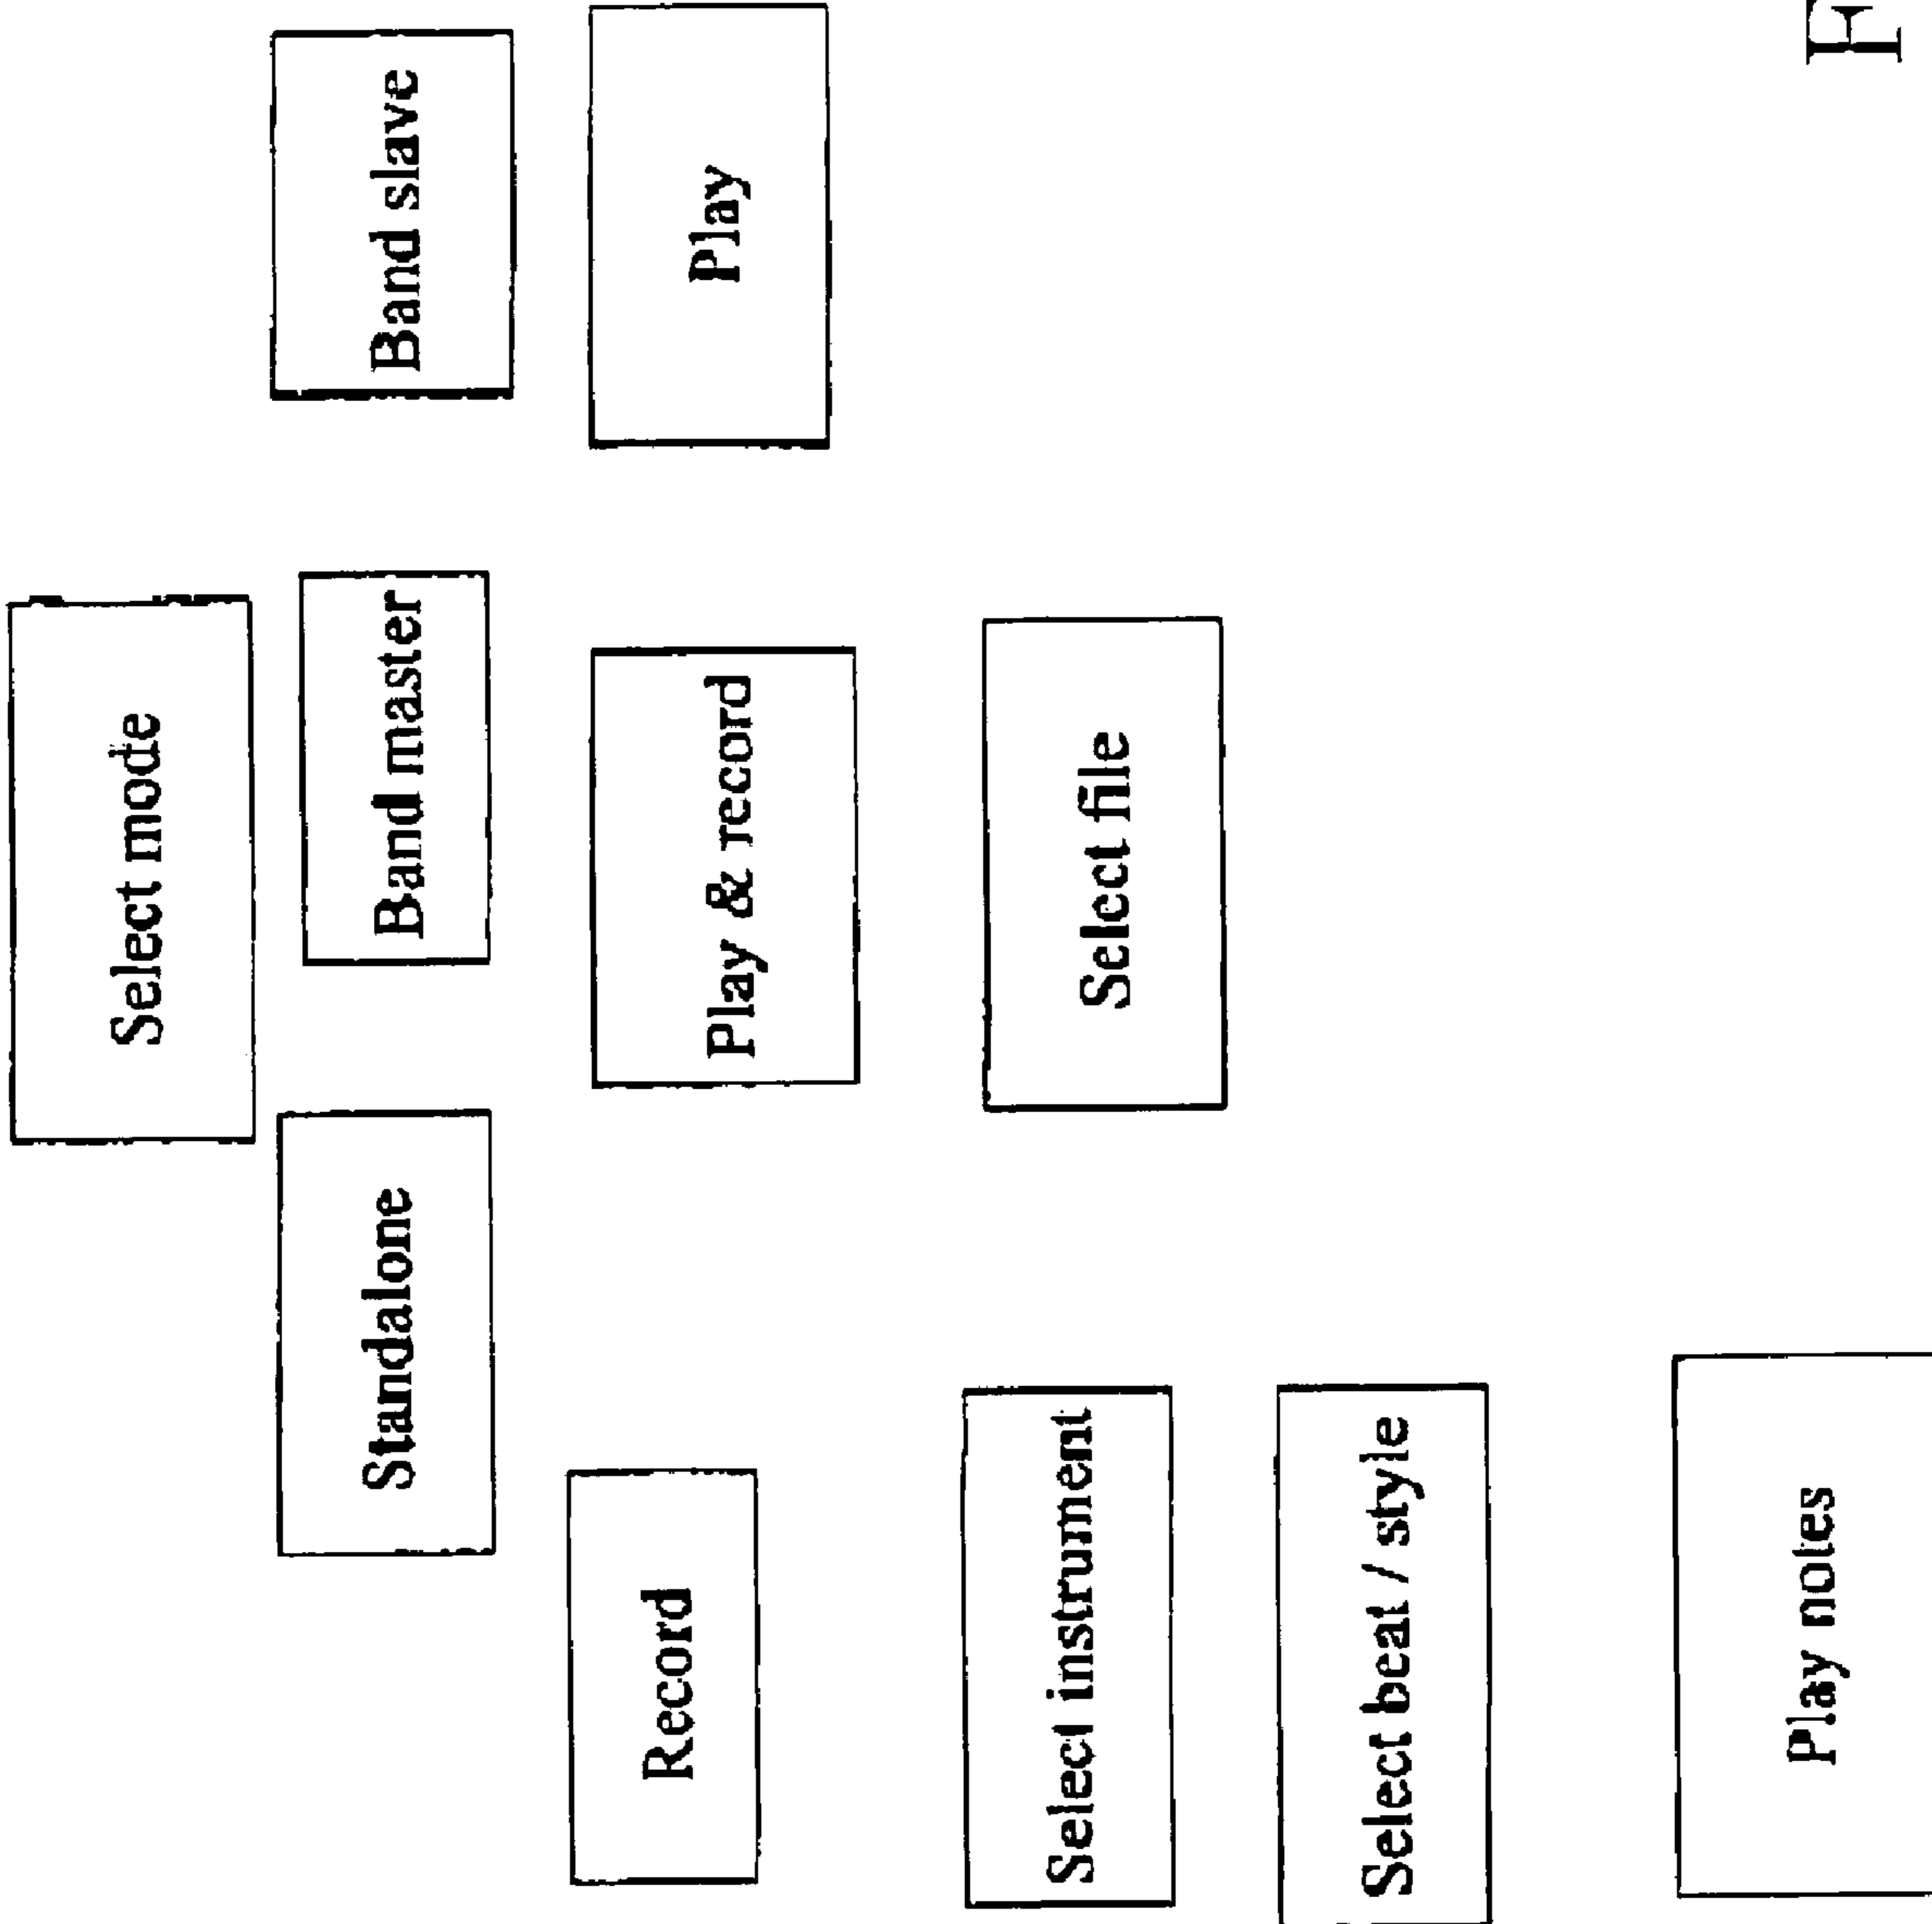 Select mode
Standalone
Band master
Band slave
Record
Play & record
Play
Select instrument
Select file
Select beat / style
Play notes
F